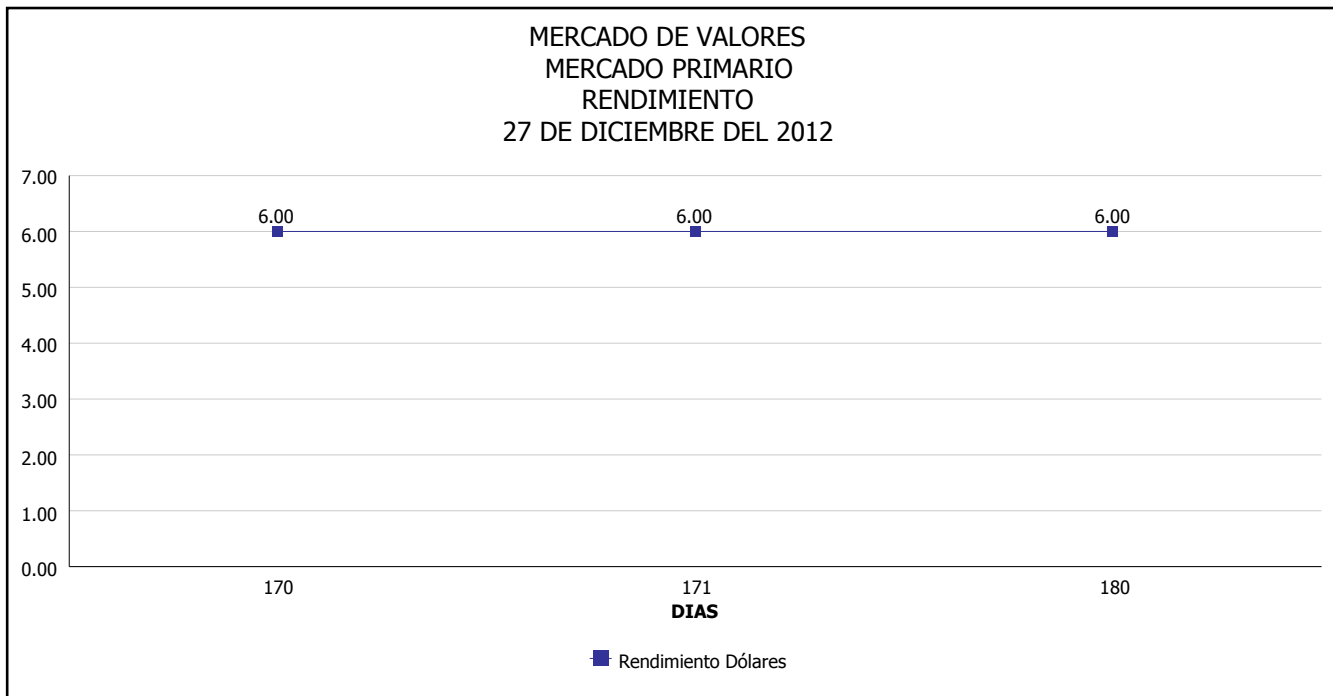 MERCADO DE VALORES
MERCADO PRIMARIO
RENDIMIENTO
27 DE DICIEMBRE DEL 2012
7.00
6.00 6.00 6.00
6.00
5.00
4.00
3.00
2.00
1.00
0.00
170 171 180
DIAS
Rendimiento Dólares